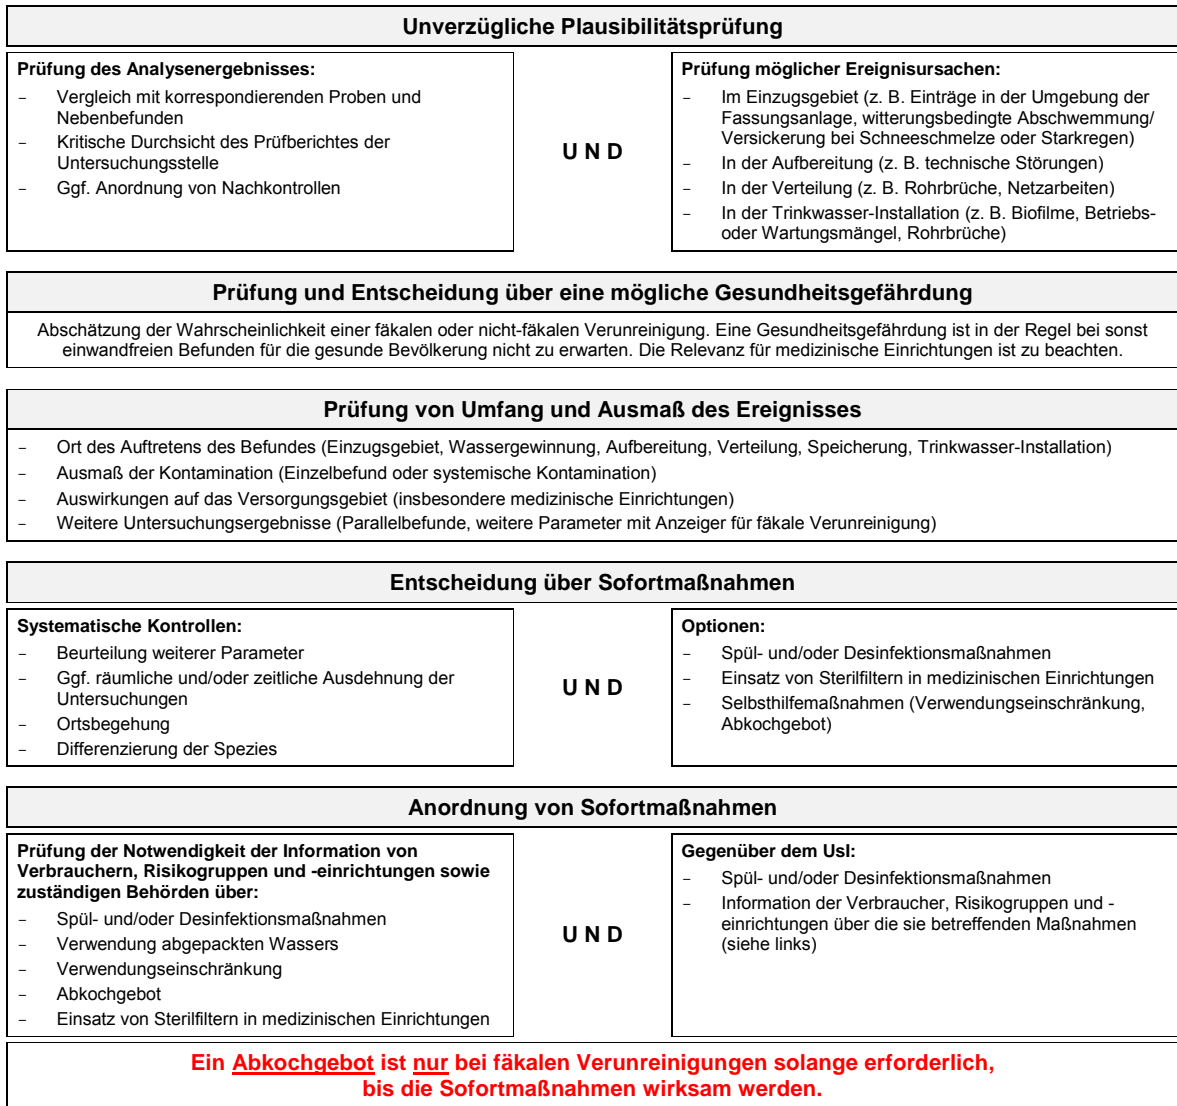 Unverzügliche Plausibilitätsprüfung
Prüfung des Analysenergebnisses:
- Vergleich mit korrespondierenden Proben und
Nebenbefunden
- Kritische Durchsicht des Prüfberichtes der
Untersuchungsstelle
- Ggf. Anordnung von Nachkontrollen
U N D
Prüfung möglicher Ereignisursachen:
- Im Einzugsgebiet (z. B. Einträge in der Umgebung der
Fassungsanlage, witterungsbedingte Abschwemmung/
Versickerung bei Schneeschmelze oder Starkregen)
- In der Aufbereitung (z. B. technische Störungen)
- In der Verteilung (z. B. Rohrbrüche, Netzarbeiten)
- In der Trinkwasser-Installation (z. B. Biofilme, Betriebs-
oder Wartungsmängel, Rohrbrüche)
Prüfung und Entscheidung über eine mögliche Gesundheitsgefährdung
Abschätzung der Wahrscheinlichkeit einer fäkalen oder nicht-fäkalen Verunreinigung. Eine Gesundheitsgefährdung ist in der Regel bei sonst
einwandfreien Befunden für die gesunde Bevölkerung nicht zu erwarten. Die Relevanz für medizinische Einrichtungen ist zu beachten.
Prüfung von Umfang und Ausmaß des Ereignisses
- Ort des Auftretens des Befundes (Einzugsgebiet, Wassergewinnung, Aufbereitung, Verteilung, Speicherung, Trinkwasser-Installation)
- Ausmaß der Kontamination (Einzelbefund oder systemische Kontamination)
- Auswirkungen auf das Versorgungsgebiet (insbesondere medizinische Einrichtungen)
- Weitere Untersuchungsergebnisse (Parallelbefunde, weitere Parameter mit Anzeiger für fäkale Verunreinigung)
Entscheidung über Sofortmaßnahmen
Systematische Kontrollen:
- Beurteilung weiterer Parameter
- Ggf. räumliche und/oder zeitliche Ausdehnung der
Untersuchungen
- Ortsbegehung
- Differenzierung der Spezies
U N D
Optionen:
- Spül- und/oder Desinfektionsmaßnahmen
- Einsatz von Sterilfiltern in medizinischen Einrichtungen
- Selbsthilfemaßnahmen (Verwendungseinschränkung,
Abkochgebot)
Anordnung von Sofortmaßnahmen
Prüfung der Notwendigkeit der Information von
Verbrauchern, Risikogruppen und -einrichtungen sowie
zuständigen Behörden über:
- Spül- und/oder Desinfektionsmaßnahmen
- Verwendung abgepackten Wassers
- Verwendungseinschränkung
- Abkochgebot
- Einsatz von Sterilfiltern in medizinischen Einrichtungen
U N D
Gegenüber dem UsI:
- Spül- und/oder Desinfektionsmaßnahmen
- Information der Verbraucher, Risikogruppen und -
einrichtungen über die sie betreffenden Maßnahmen
(siehe links)
Ein Abkochgebot ist nur bei fäkalen Verunreinigungen solange erforderlich,
bis die Sofortmaßnahmen wirksam werden.